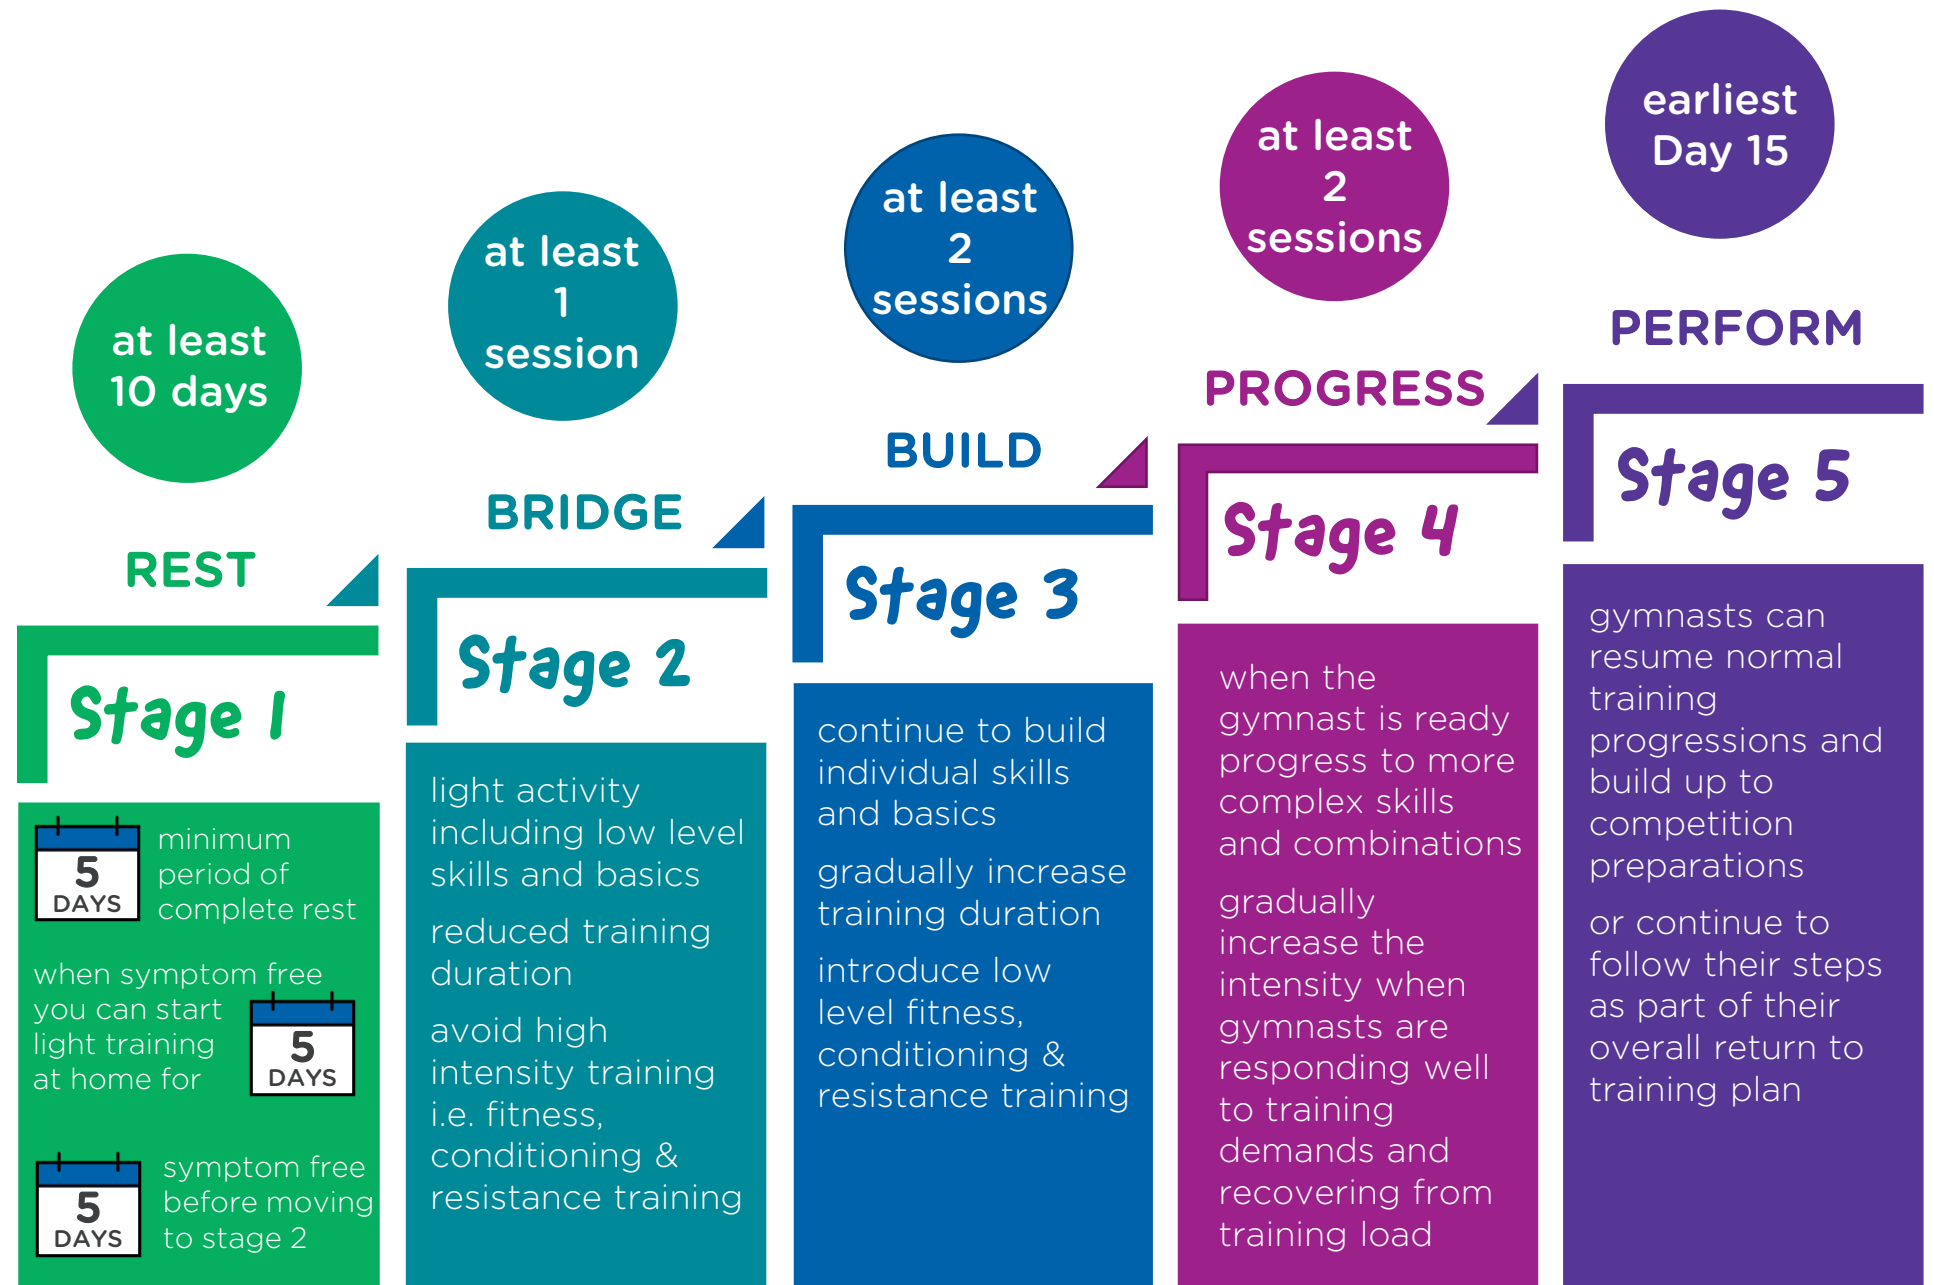 at least
10 days
REST
Stage 1
5
DAYS
minimum
period of
complete rest
when symptom free
you can start
light training
at home for
5
DAYS
5
DAYS
symptom free
before moving
to stage 2
at least
1
session
BRIDGE
Stage 2
light activity
including low level
skills and basics
reduced training
duration
avoid high
intensity training
i.e. fitness,
conditioning &
resistance training
at least
2
sessions
BUILD
Stage 3
continue to build
individual skills
and basics
gradually increase
training duration
introduce low
level fitness,
conditioning &
resistance training
at least
2
sessions
PROGRESS
Stage 4
when the
gymnast is ready
progress to more
complex skills
and combinations
gradually
increase the
intensity when
gymnasts are
responding well
to training
demands and
recovering from
training load
earliest
Day 15
PERFORM
Stage 5
gymnasts can
resume normal
training
progressions and
build up to
competition
preparations
or continue to
follow their steps
as part of their
overall return to
training plan